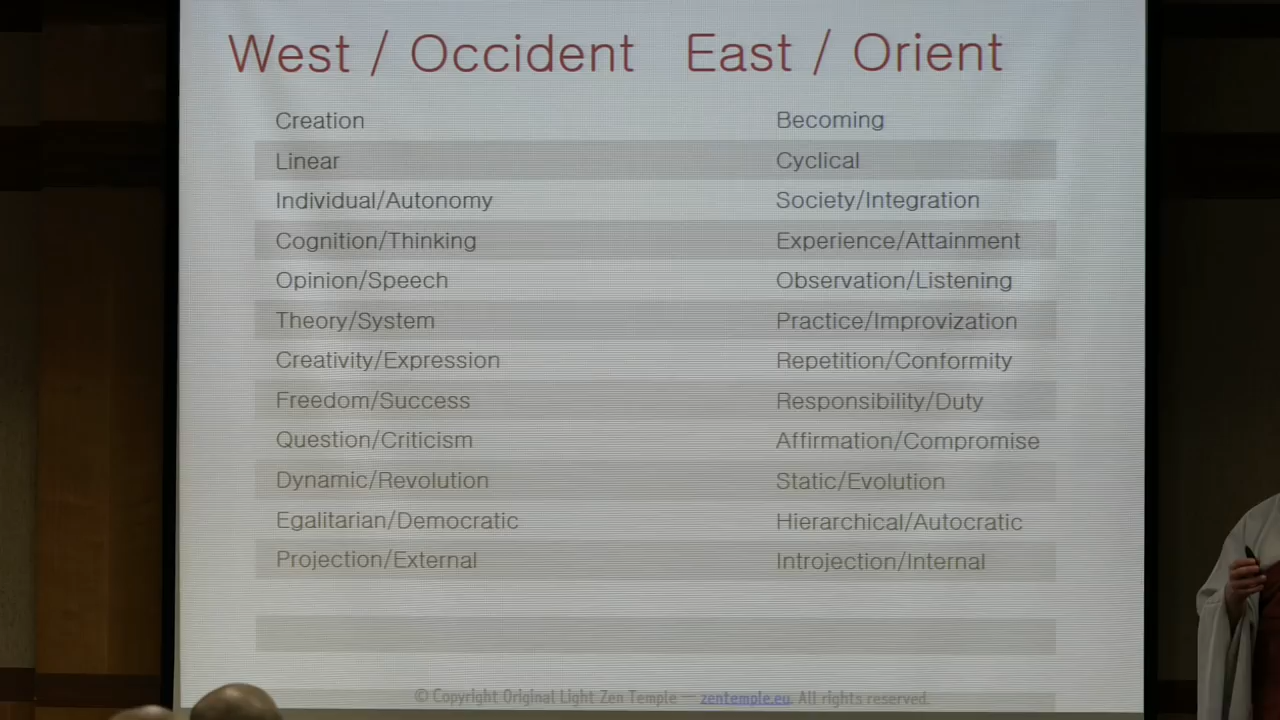 West / Occident East / Orient
Creation Becoming
Linear Cyclical
Individual/Autonomy Society/Integration
Cognition/Thinking Experience/Attainment
Opinion/Speech Observation/Listening
Theory/System Practice/Improvization
Creativity/Expression Repetition/Conformity
Freedom/Success Responsibility/Duty
Question/Criticism Affirmation/Compromise
Dynamic/Revolution Static/Evolution
Egalitarian/Democratic Hierarchical/Autocratic
Projection/External Introjection/Internal
© Copyright Original Light Zen Temple — zentemple.eu. All rights reserved.